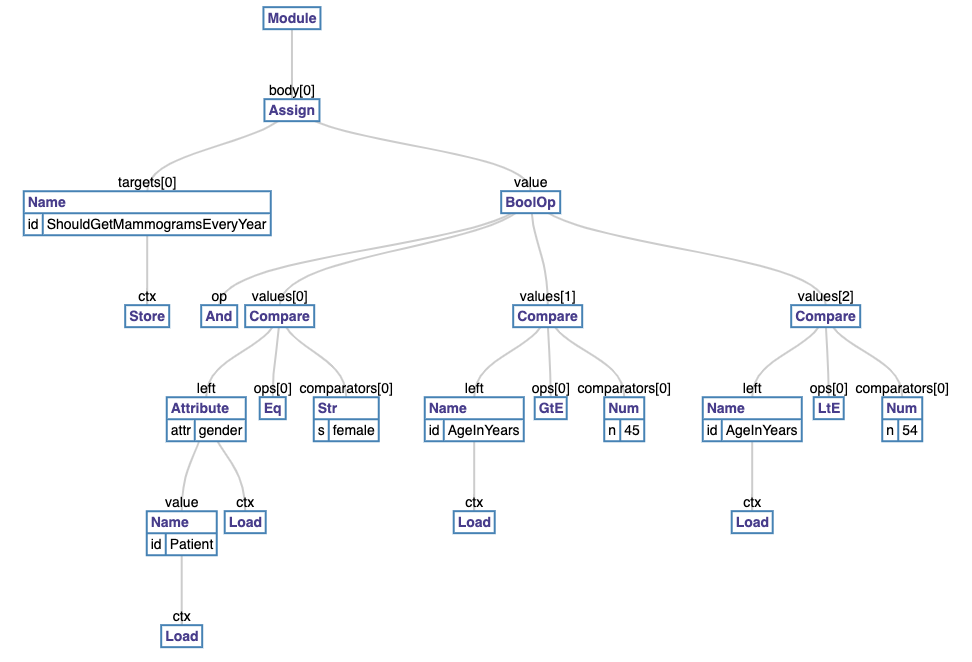 Module
body[0]
Assign
targets[0] value
Name BoolOp
id ShouldGetMammogramsEveryYear
ctx op values[0] values[1] values[2]
Store And Compare Compare Compare
left ops[0] comparators[0] left ops[0] comparators[0] left ops[0] comparators[0]
Attribute Eq Str Name GtE Num Name LtE Num
attr gender s female id AgeInYears n 45 id AgeInYears n 54
value ctx ctx ctx
Name Load Load Load
id Patient
ctx
Load